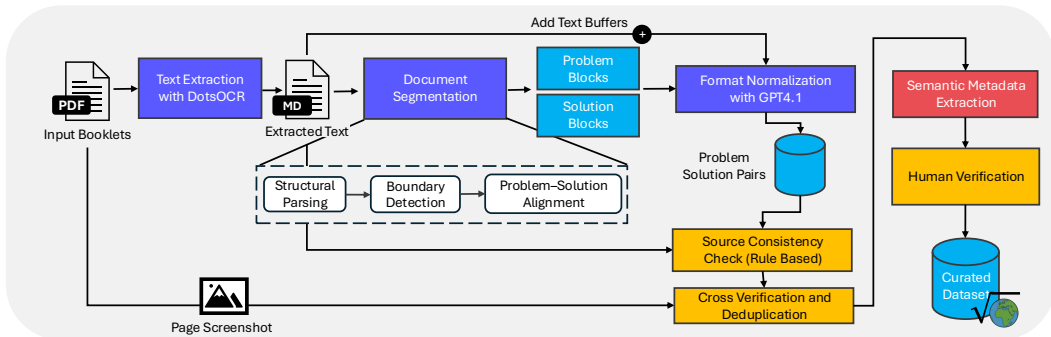 Add Text Buffers
+
PDF
Input Booklets
Text Extraction
with DotsOCR
MD
Extracted Text
Document
Segmentation
Problem
Blocks
Solution
Blocks
Format Normalization
with GPT4.1
Semantic Metadata
Extraction
Structural
Parsing
Boundary
Detection
Problem–Solution
Alignment
Problem
Solution Pairs
Human Verification
Source Consistency
Check (Rule Based)
Cross Verification and
Deduplication
Curated
Dataset
Page Screenshot